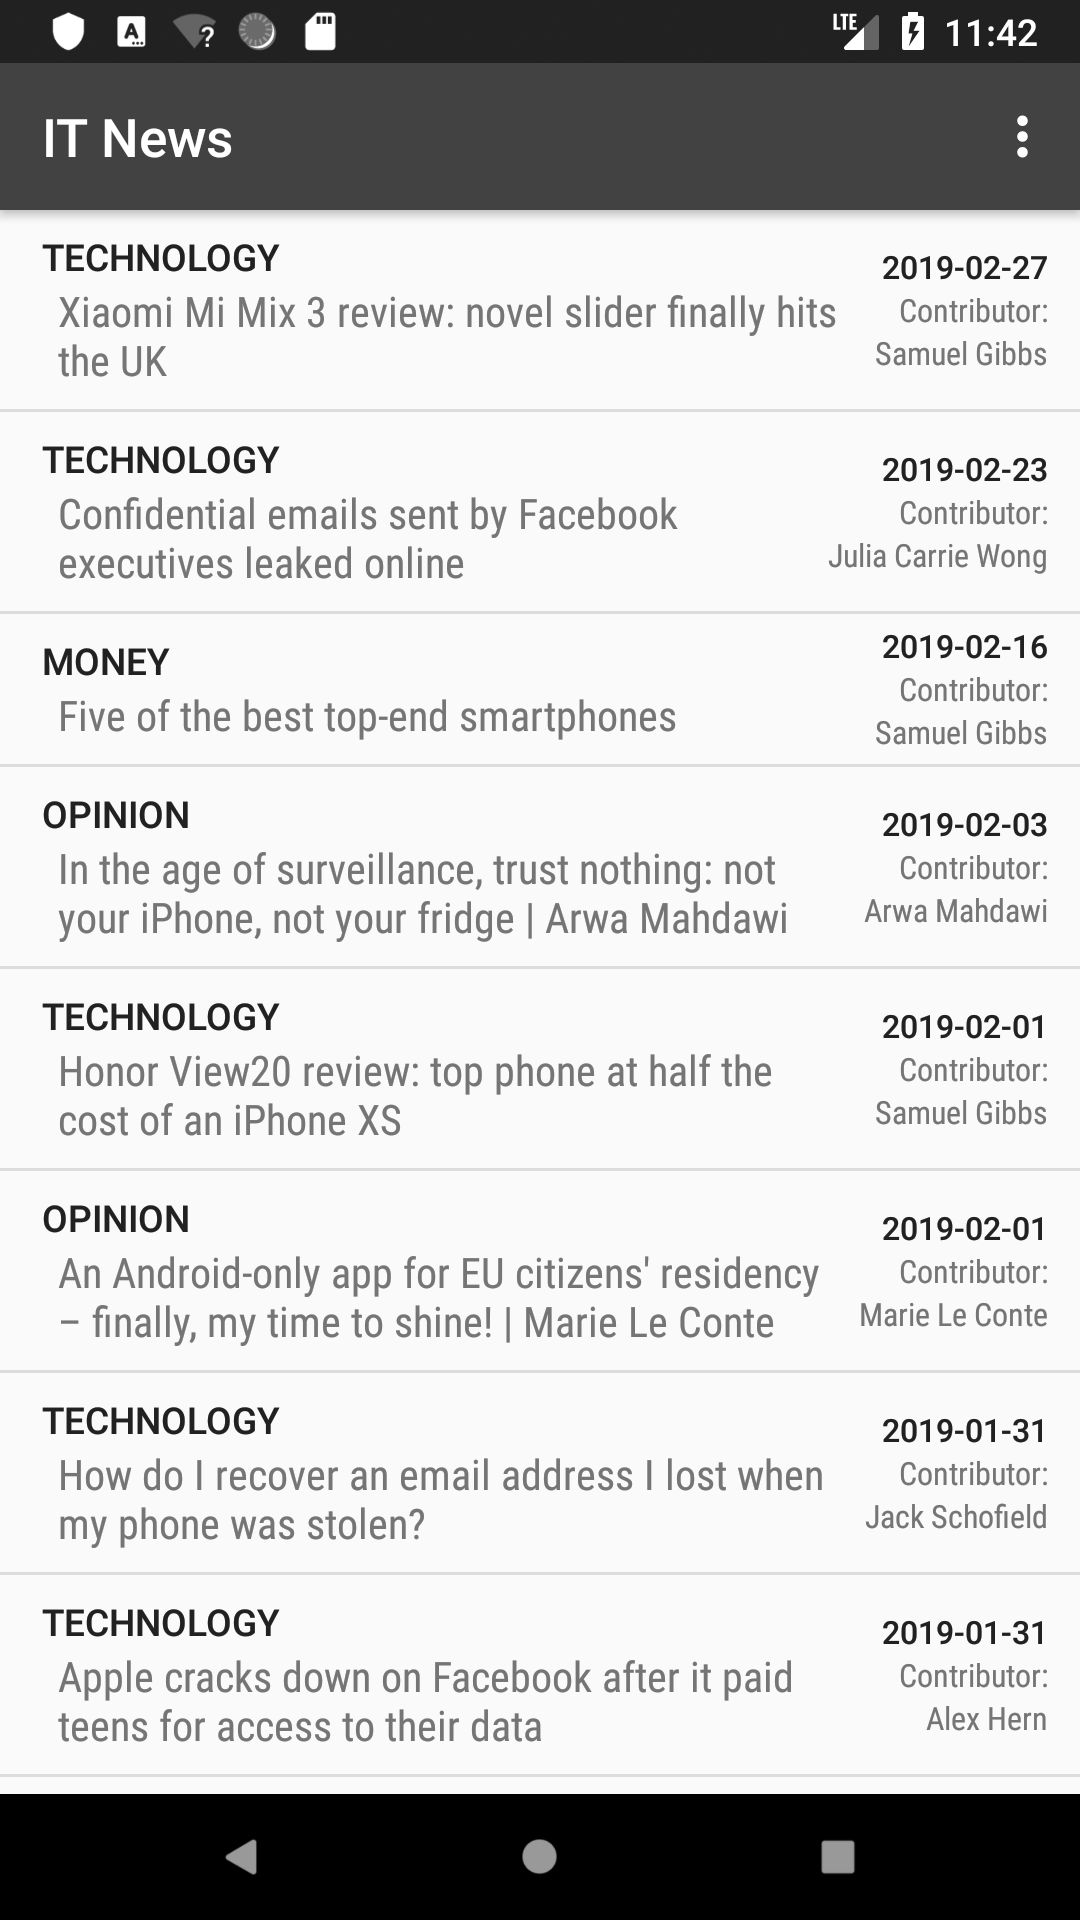 LTE 11:42
IT News
TECHNOLOGY
Xiaomi Mi Mix 3 review: novel slider finally hits
the UK
2019-02-27
Contributor:
Samuel Gibbs
TECHNOLOGY
Confidential emails sent by Facebook
executives leaked online
2019-02-23
Contributor:
Julia Carrie Wong
MONEY
Five of the best top-end smartphones
2019-02-16
Contributor:
Samuel Gibbs
OPINION
In the age of surveillance, trust nothing: not
your iPhone, not your fridge | Arwa Mahdawi
2019-02-03
Contributor:
Arwa Mahdawi
TECHNOLOGY
Honor View20 review: top phone at half the
cost of an iPhone XS
2019-02-01
Contributor:
Samuel Gibbs
OPINION
An Android-only app for EU citizens' residency
– finally, my time to shine! | Marie Le Conte
2019-02-01
Contributor:
Marie Le Conte
TECHNOLOGY
How do I recover an email address I lost when
my phone was stolen?
2019-01-31
Contributor:
Jack Schofield
TECHNOLOGY
Apple cracks down on Facebook after it paid
teens for access to their data
2019-01-31
Contributor:
Alex Hern